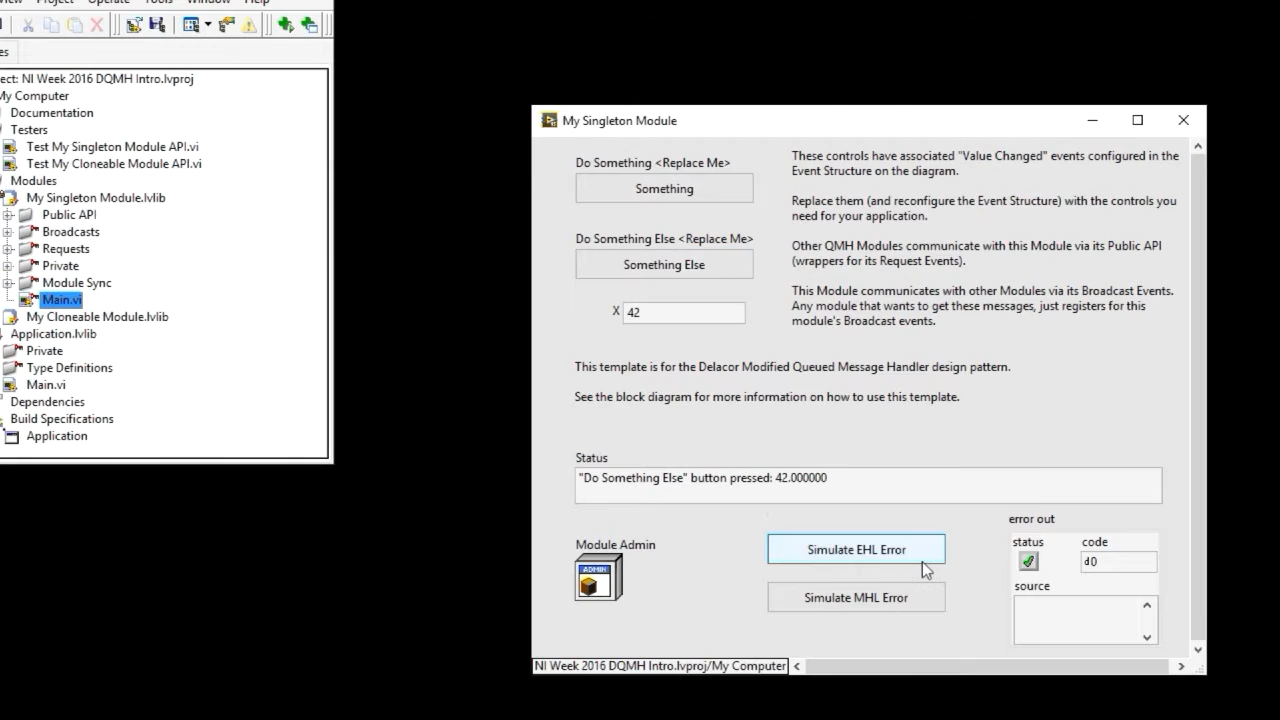 Project Operate Tools Window Help
es
ect: NI Week 2016 DQMH Intro.lvproj
My Computer
Documentation
Testers
Test My Singleton Module API.vi
Test My Cloneable Module API.vi
Modules
My Singleton Module.lvlib
Public API
Broadcasts
Requests
Private
Module Sync
Main.vi
My Cloneable Module.lvlib
Application.lvlib
Private
Type Definitions
Main.vi
Dependencies
Build Specifications
Application
My Singleton Module
Do Something <Replace Me>
Something
Do Something Else <Replace Me>
Something Else
X 42
These controls have associated "Value Changed" events configured in the
Event Structure on the diagram.
Replace them (and reconfigure the Event Structure) with the controls you
need for your application.
Other QMH Modules communicate with this Module via its Public API
(wrappers for its Request Events).
This Module communicates with other Modules via its Broadcast Events.
Any module that wants to get these messages, just registers for this
module's Broadcast events.
This template is for the Delacor Modified Queued Message Handler design pattern.
See the block diagram for more information on how to use this template.
Status
"Do Something Else" button pressed: 42.000000
Module Admin
ADMIN
Simulate EHL Error
Simulate MHL Error
error out
status code
d0
source
NI Week 2016 DQMH Intro.lvproj/My Computer